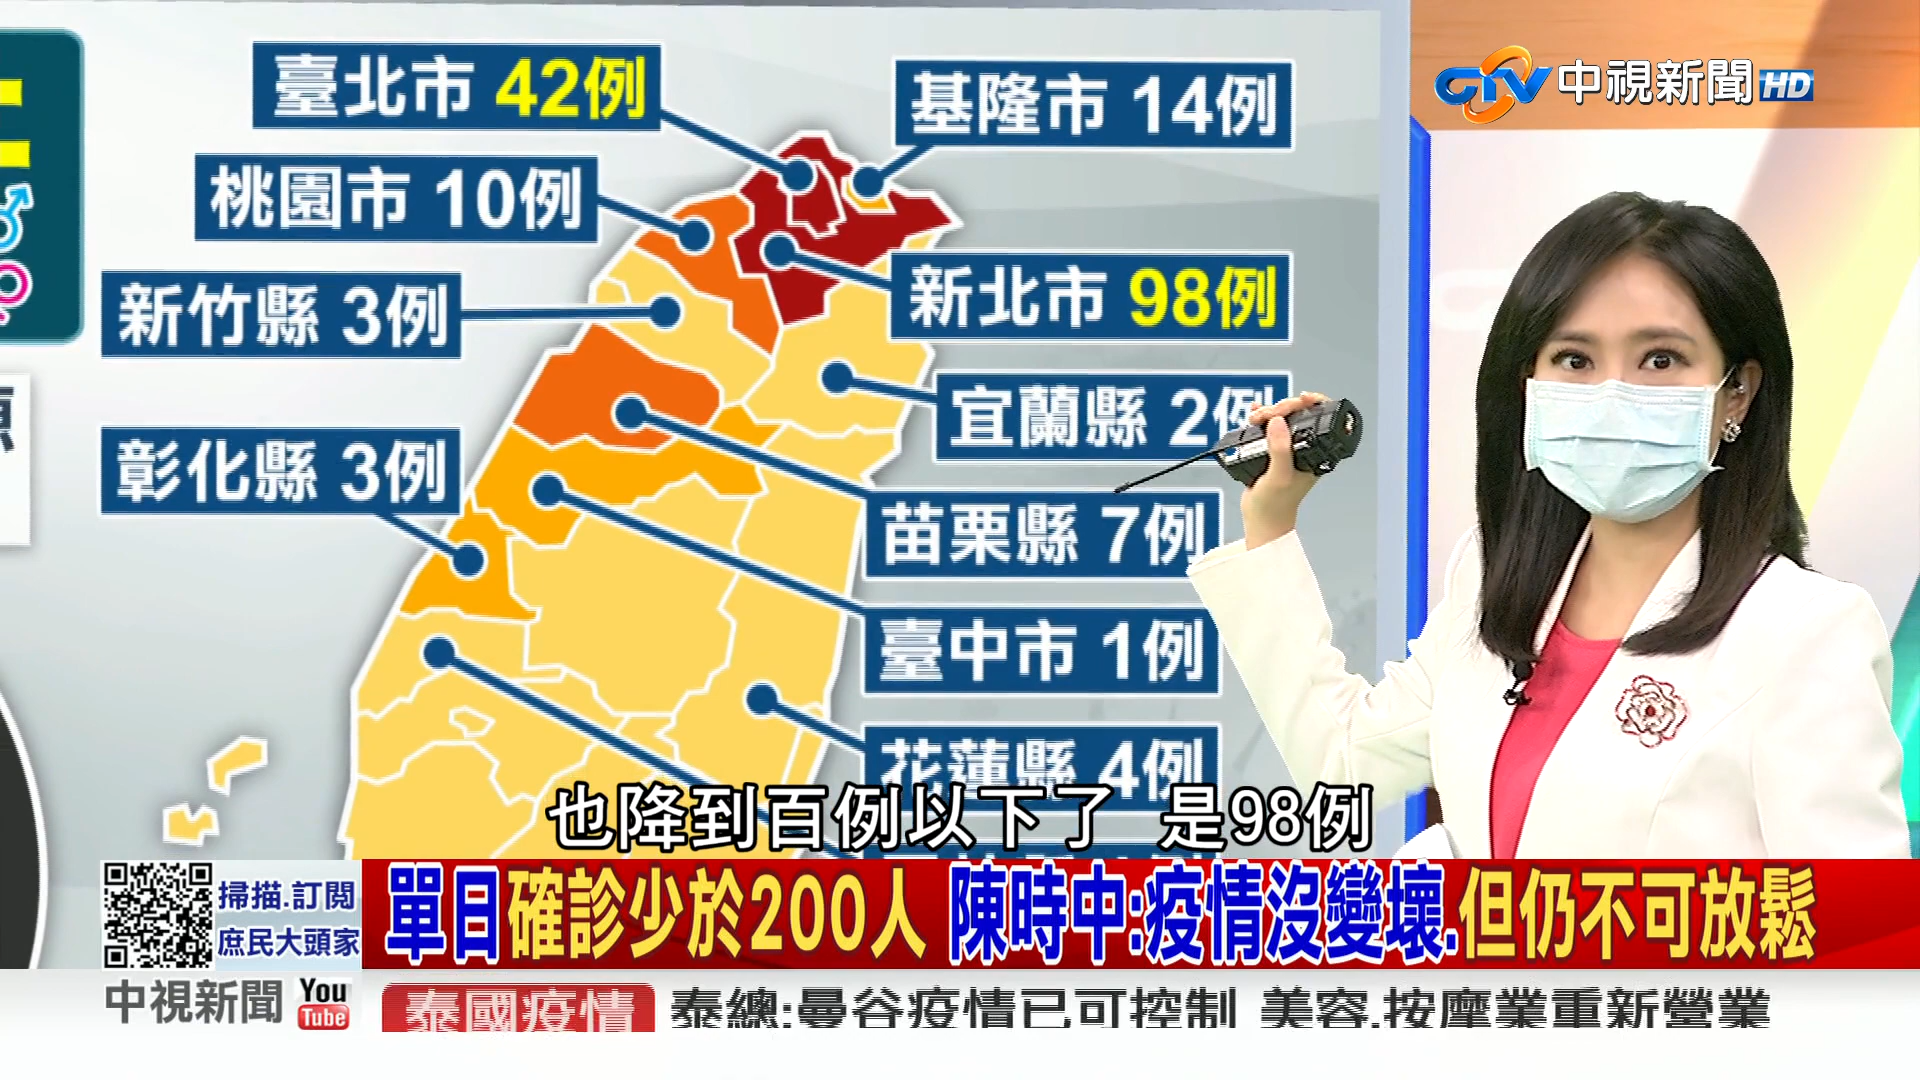 臺北市 42例
基隆市 14例
中視新聞HD
桃園市 10例
新竹縣 3例
新北市 98例
宜蘭縣 2例
彰化縣 3例
苗栗縣 7例
臺中市 1例
花蓮縣 4例
也降到百例以下了 是98例
掃描.訂閱
庶民大頭家
單日確診少於200人 陳時中:疫情沒變壞.但仍不可放鬆
中視新聞 You Tube
泰國疫情 泰總:曼谷疫情已可控制 美容.按摩業重新營業